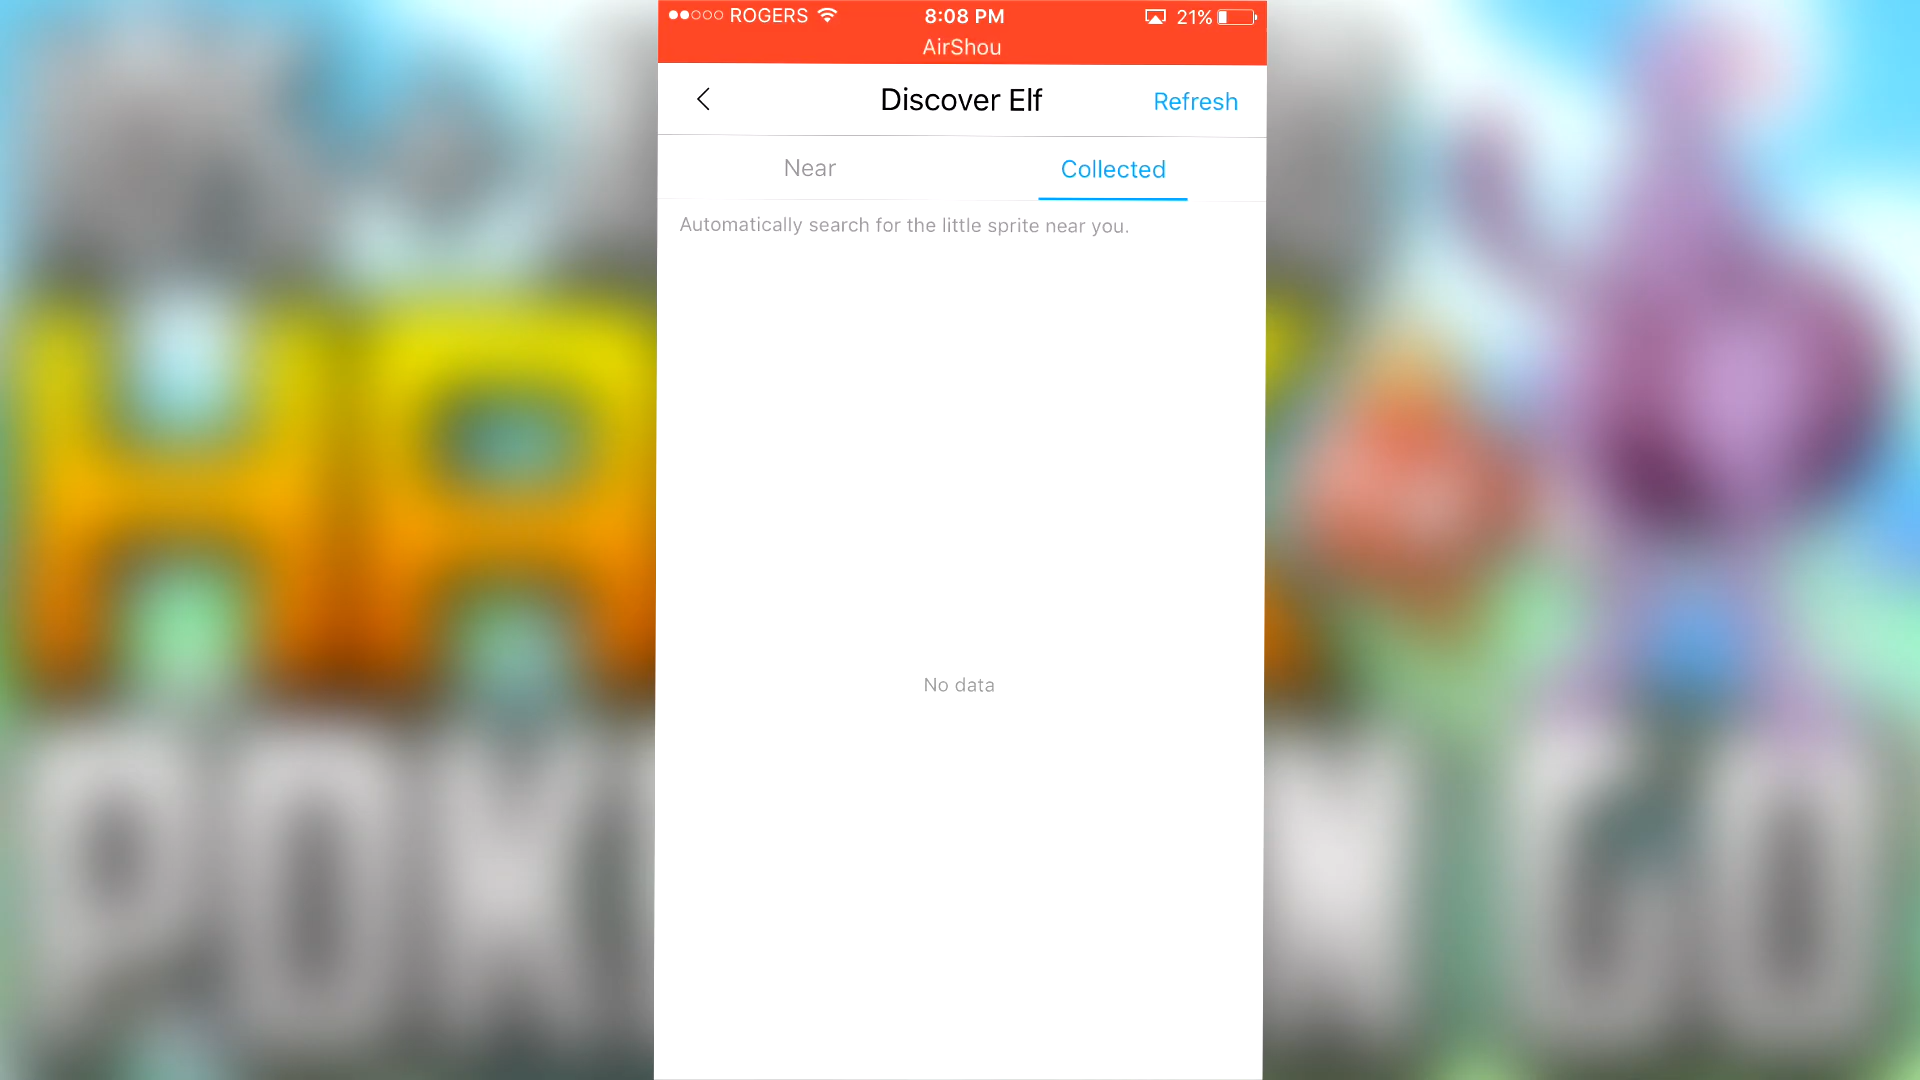 ROGERS 8:08 PM 21%
AirShou
Discover Elf Refresh
Near Collected
Automatically search for the little sprite near you.
No data